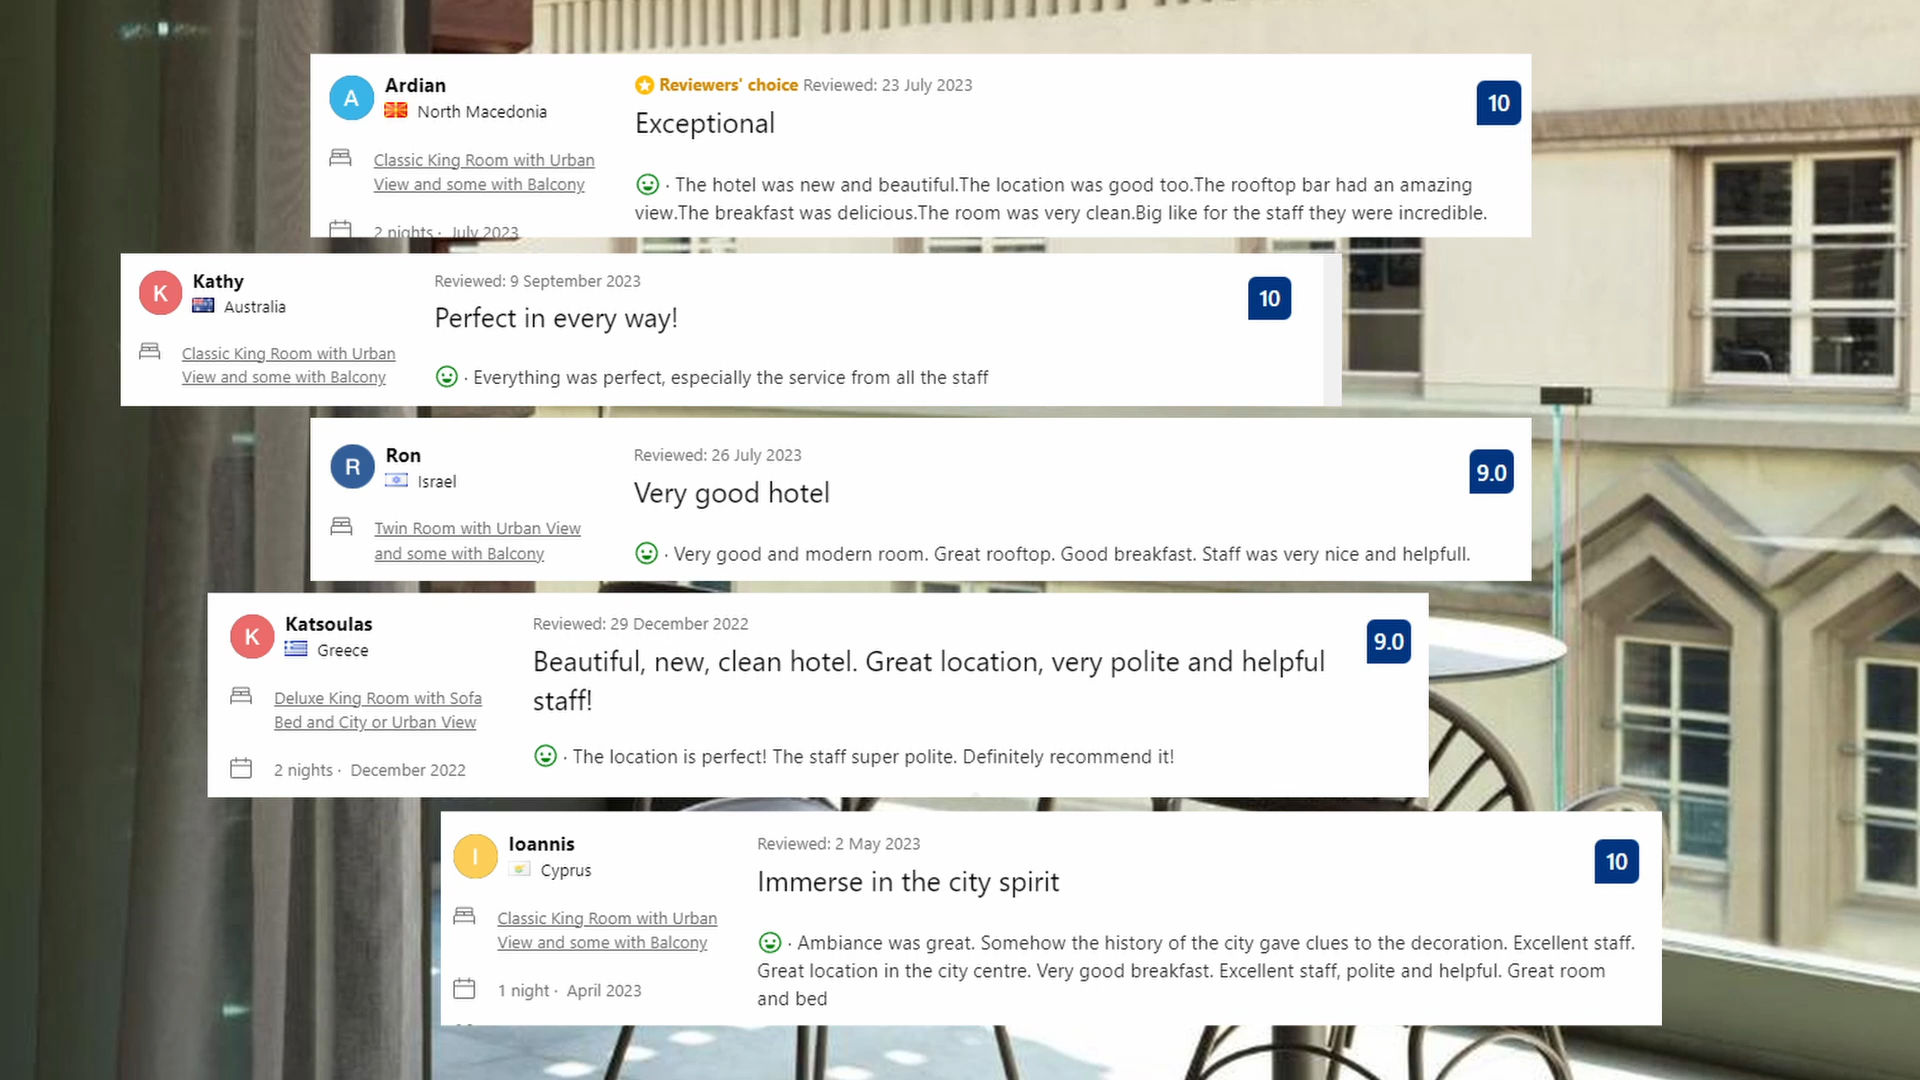 A
Ardian
North Macedonia
Classic King Room with Urban
View and some with Balcony
2 nights · July 2023
Reviewers' choice Reviewed: 23 July 2023
Exceptional
10
· The hotel was new and beautiful.The location was good too.The rooftop bar had an amazing
view.The breakfast was delicious.The room was very clean.Big like for the staff they were incredible.
K
Kathy
Australia
Classic King Room with Urban
View and some with Balcony
Reviewed: 9 September 2023
Perfect in every way!
10
· Everything was perfect, especially the service from all the staff
R
Ron
Israel
Twin Room with Urban View
and some with Balcony
Reviewed: 26 July 2023
Very good hotel
9.0
· Very good and modern room. Great rooftop. Good breakfast. Staff was very nice and helpfull.
K
Katsoulas
Greece
Deluxe King Room with Sofa
Bed and City or Urban View
2 nights · December 2022
Reviewed: 29 December 2022
Beautiful, new, clean hotel. Great location, very polite and helpful
staff!
9.0
· The location is perfect! The staff super polite. Definitely recommend it!
I
Ioannis
Cyprus
Classic King Room with Urban
View and some with Balcony
1 night · April 2023
Reviewed: 2 May 2023
Immerse in the city spirit
10
· Ambiance was great. Somehow the history of the city gave clues to the decoration. Excellent staff.
Great location in the city centre. Very good breakfast. Excellent staff, polite and helpful. Great room
and bed